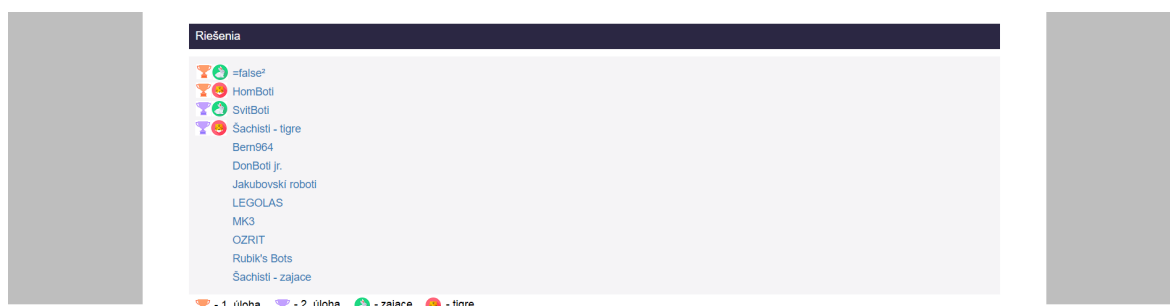 Riešenia
=false²
HomBoti
SvitBoti
Šachisti - tigre
Bern964
DonBoti jr.
Jakubovski roboti
LEGOLAS
MK3
OZRIT
Rubik's Bots
Šachisti - zajace
- 1. úloha - 2. úloha - zajace - tigre